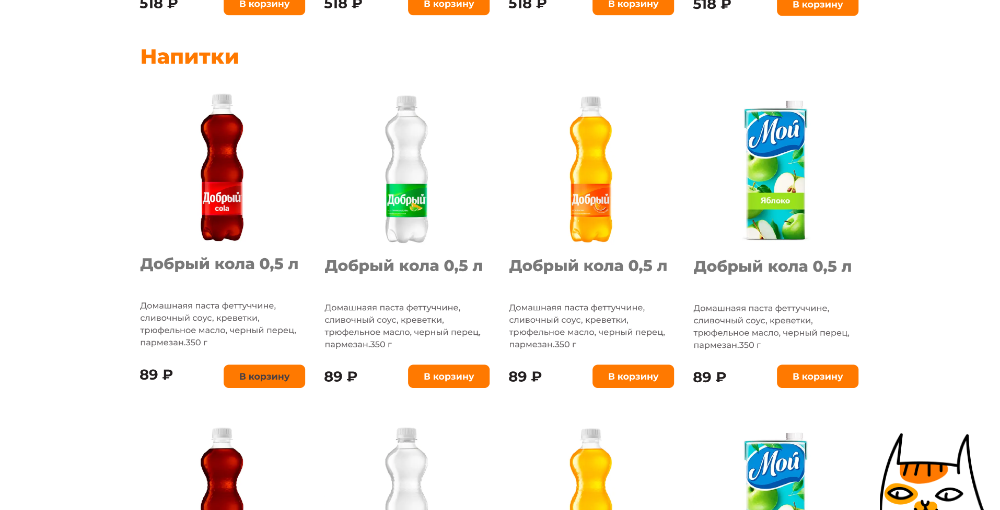 518 ₽ В корзину 518 ₽ В корзину 518 ₽ В корзину 518 ₽ В корзину
Напитки
Добрый
cola
Добрый
Добрый
Мой
Яблоко
Добрый кола 0,5 л
Домашнаяя паста феттуччине,
сливочный соус, креветки,
трюфельное масло, черный перец,
пармезан.350 г
89 ₽ В корзину
Добрый кола 0,5 л
Домашнаяя паста феттуччине,
сливочный соус, креветки,
трюфельное масло, черный перец,
пармезан.350 г
89 ₽ В корзину
Добрый кола 0,5 л
Домашнаяя паста феттуччине,
сливочный соус, креветки,
трюфельное масло, черный перец,
пармезан.350 г
89 ₽ В корзину
Добрый кола 0,5 л
Домашнаяя паста феттуччине,
сливочный соус, креветки,
трюфельное масло, черный перец,
пармезан.350 г
89 ₽ В корзину
Мой